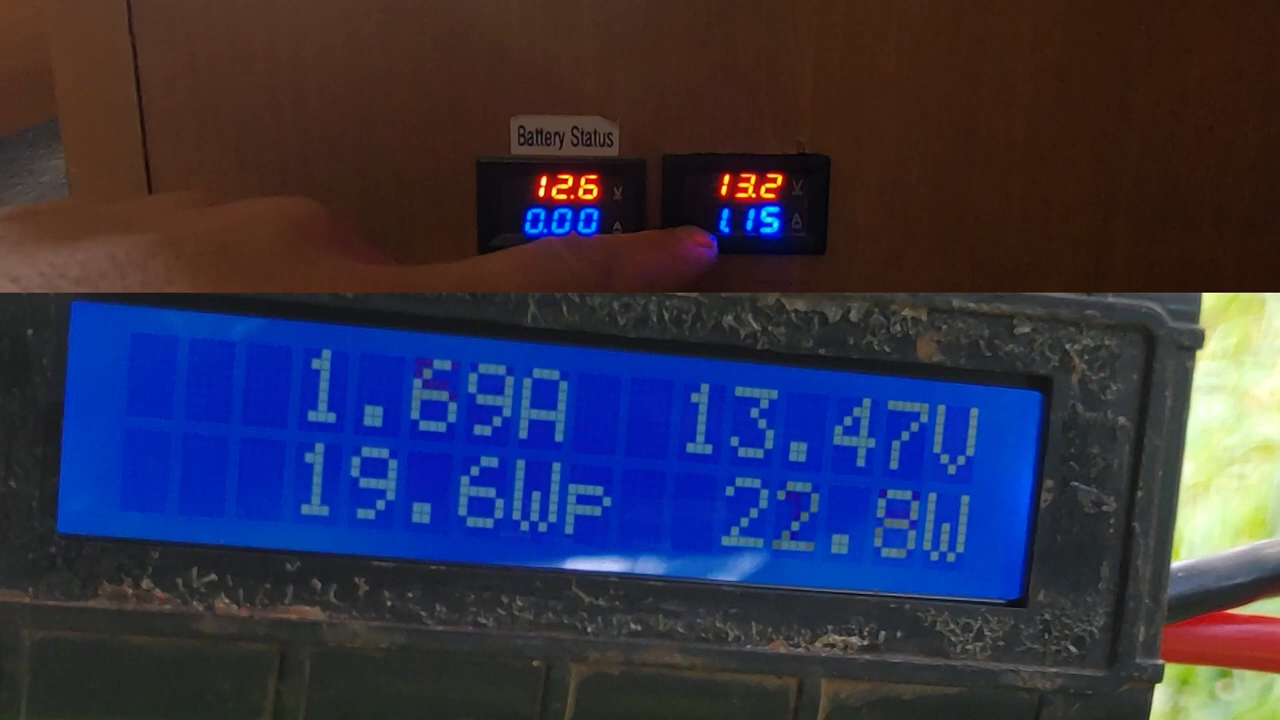 Battery Status
12.6 V
0.00 A
13.2 V
1.15 A
1.69A 13.47V
19.6Wp 22.8W